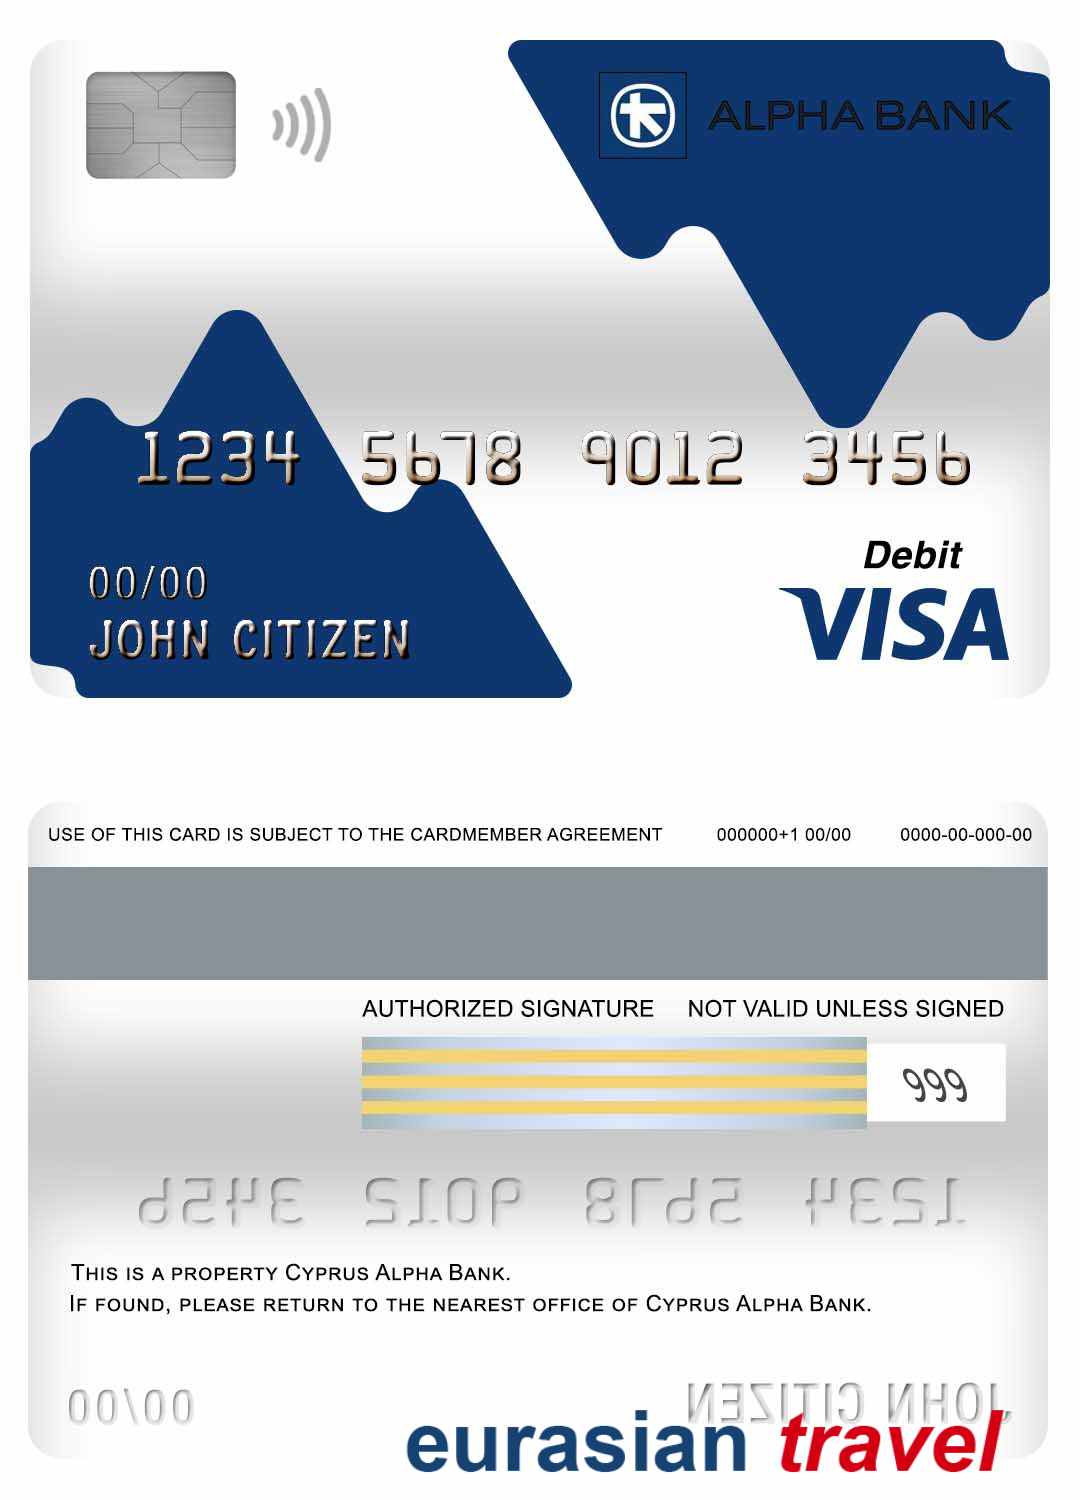 ALPHA BANK
1234 5678 9012 3456
00/00
JOHN CITIZEN
Debit
VISA
USE OF THIS CARD IS SUBJECT TO THE CARDMEMBER AGREEMENT 000000+1 00/00 0000-00-000-00
AUTHORIZED SIGNATURE NOT VALID UNLESS SIGNED
999
1234 5678 9012 3456
THIS IS A PROPERTY CYPRUS ALPHA BANK.
IF FOUND, PLEASE RETURN TO THE NEAREST OFFICE OF CYPRUS ALPHA BANK.
00/00 JOHN CITIZEN
eurasian travel